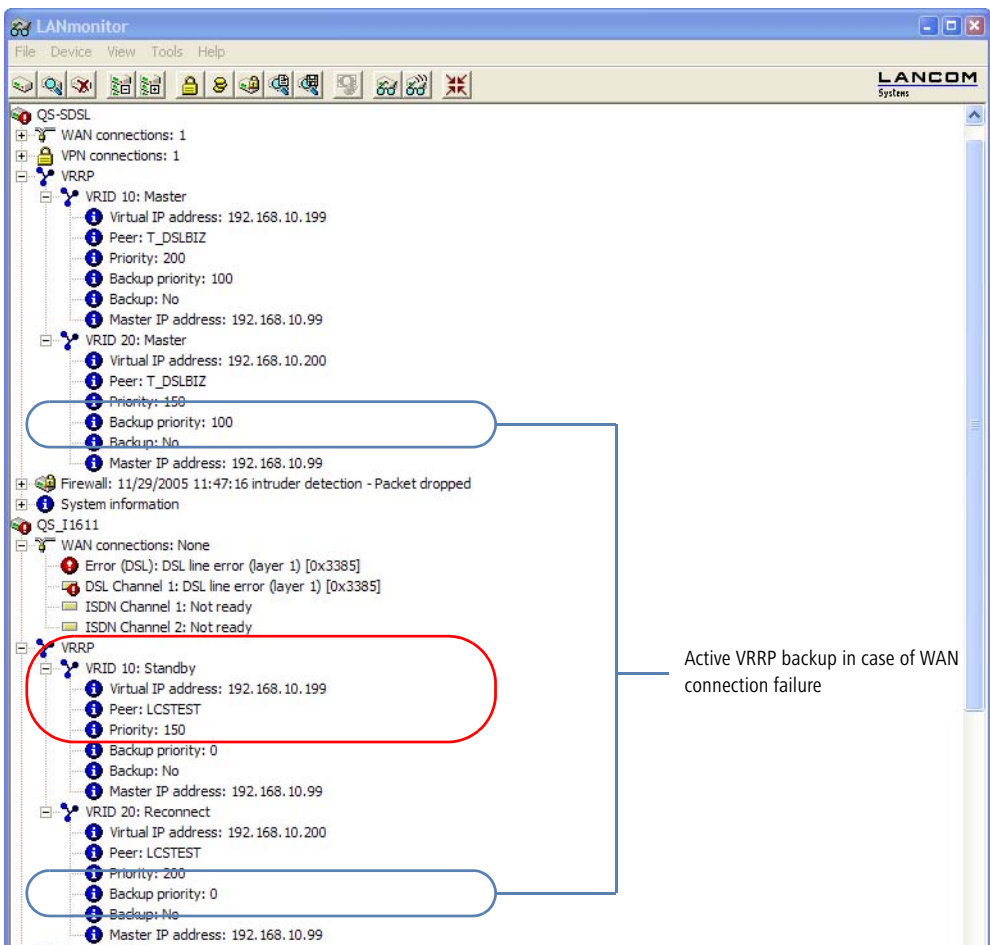 LANmonitor
File Device View Tools Help
LANCOM
Systems
QS-SDSL
WAN connections: 1
VPN connections: 1
VRRP
VRID 10: Master
Virtual IP address: 192.168.10.199
Peer: T_DSLBIZ
Priority: 200
Backup priority: 100
Backup: No
Master IP address: 192.168.10.99
VRID 20: Master
Virtual IP address: 192.168.10.200
Peer: T_DSLBIZ
Priority: 150
Backup priority: 100
Backup: No
Master IP address: 192.168.10.99
Firewall: 11/29/2005 11:47:16 intruder detection - Packet dropped
System information
QS_I1611
WAN connections: None
Error (DSL): DSL line error (layer 1) [0x3385]
DSL Channel 1: DSL line error (layer 1) [0x3385]
ISDN Channel 1: Not ready
ISDN Channel 2: Not ready
VRRP
VRID 10: Standby
Virtual IP address: 192.168.10.199
Peer: LCSTEST
Priority: 150
Backup priority: 0
Backup: No
Master IP address: 192.168.10.99
VRID 20: Reconnect
Virtual IP address: 192.168.10.200
Peer: LCSTEST
Priority: 200
Backup priority: 0
Backup: No
Master IP address: 192.168.10.99
Active VRRP backup in case of WAN
connection failure